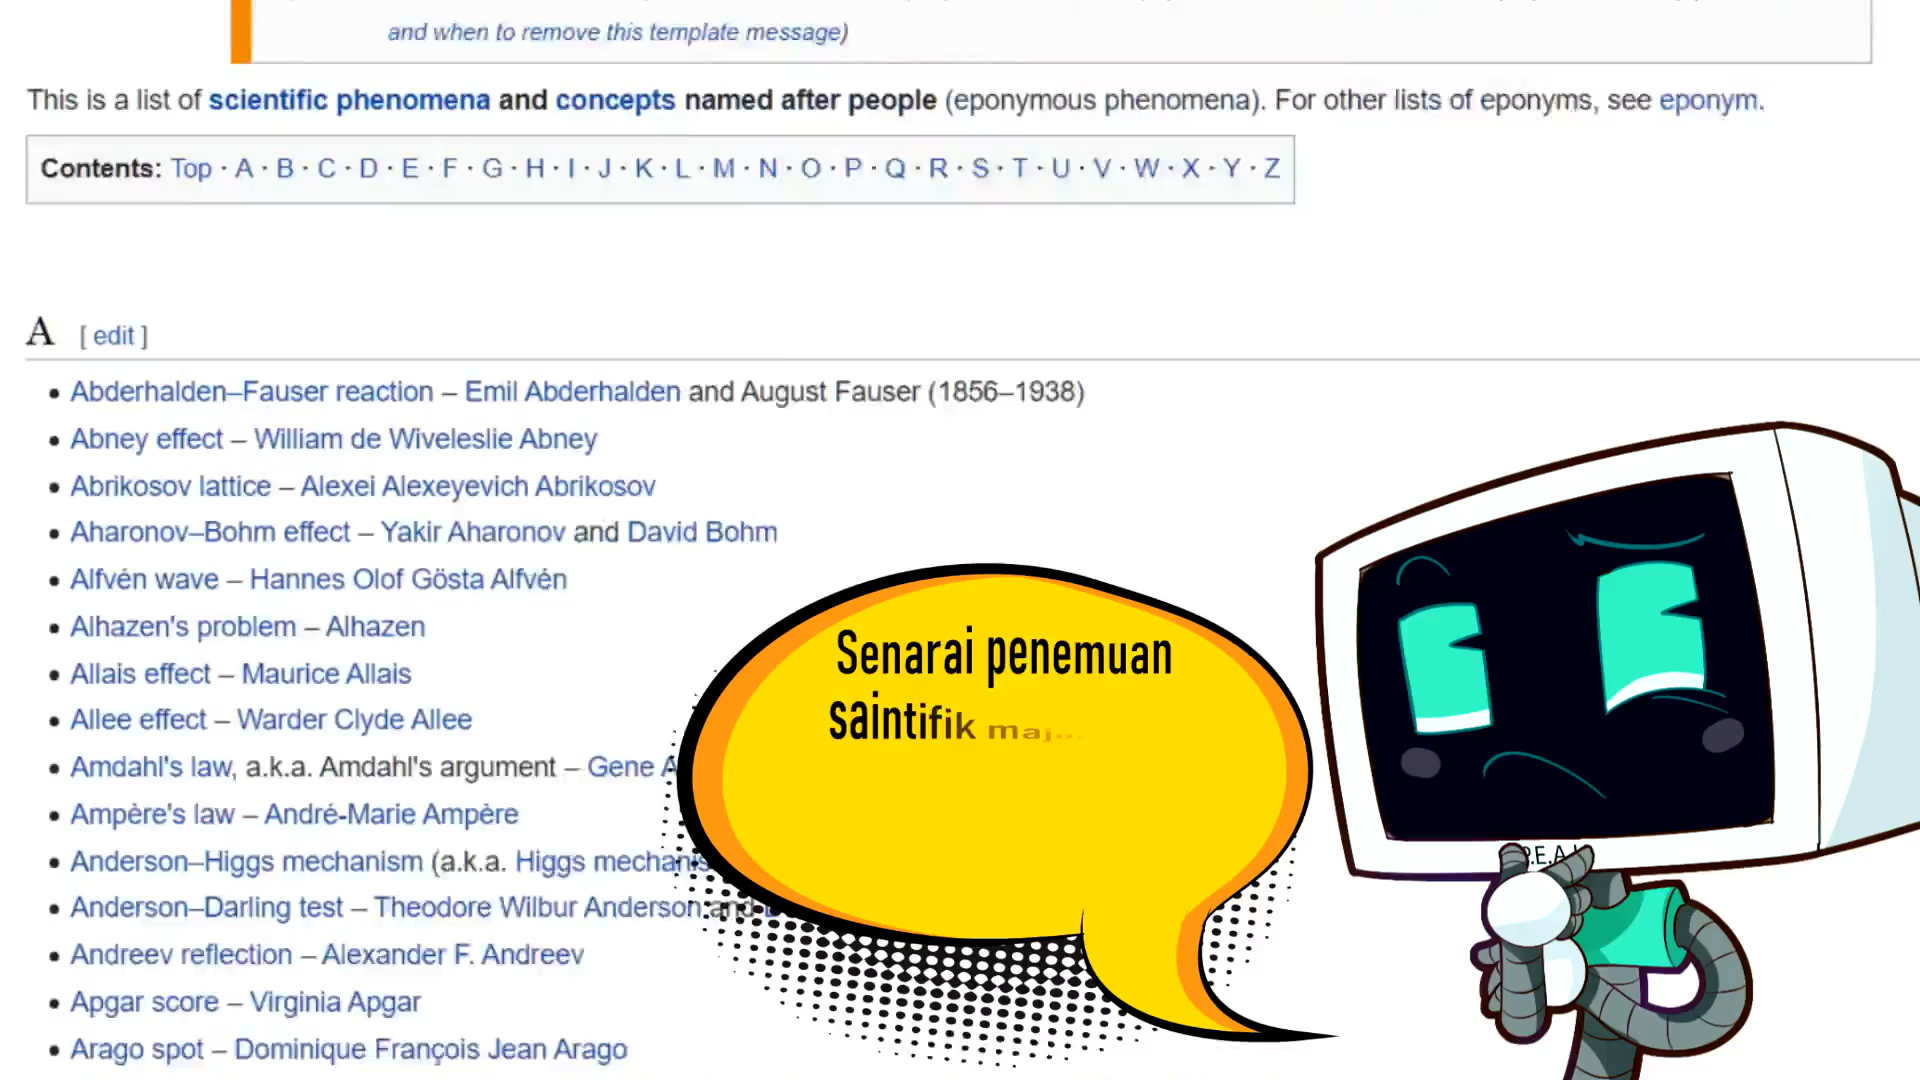 and when to remove this template message)
This is a list of scientific phenomena and concepts named after people (eponymous phenomena). For other lists of eponyms, see eponym.
Contents: Top · A · B · C · D · E · F · G · H · I · J · K · L · M · N · O · P · Q · R · S · T · U · V · W · X · Y · Z
A [ edit ]
• Abderhalden–Fauser reaction – Emil Abderhalden and August Fauser (1856–1938)
• Abney effect – William de Wiveleslie Abney
• Abrikosov lattice – Alexei Alexeyevich Abrikosov
• Aharonov–Bohm effect – Yakir Aharonov and David Bohm
• Alfvén wave – Hannes Olof Gösta Alfvén
• Alhazen's problem – Alhazen
• Allais effect – Maurice Allais
• Allee effect – Warder Clyde Allee
• Amdahl's law, a.k.a. Amdahl's argument – Gene
• Ampère's law – André-Marie Ampère
• Anderson–Higgs mechanism (a.k.a. Higgs
• Anderson–Darling test – Theodore Wilbur Anderson and
• Andreev reflection – Alexander F. Andreev
• Apgar score – Virginia Apgar
• Arago spot – Dominique François Jean Arago
Senarai penemuan
saintifik